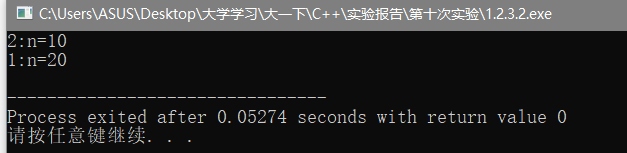 C:\Users\ASUS\Desktop\大学学习\大一下\C++\实验报告\第十次实验\1.2.3.2.exe
2:n=10
1:n=20
--------------------------------
Process exited after 0.05274 seconds with return value 0
请按任意键继续. . .